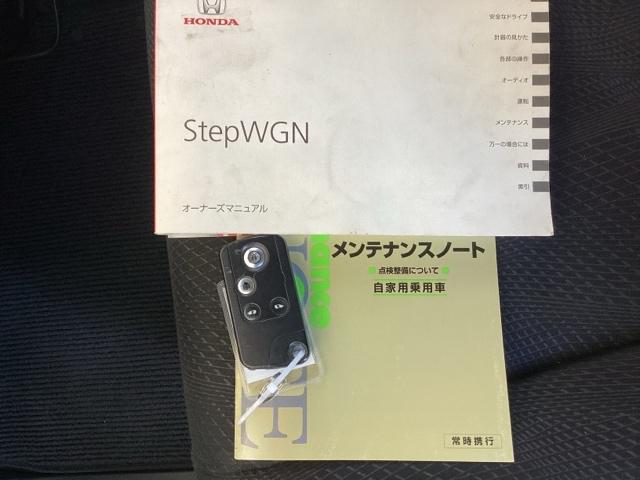 HONDA
安全なドライブ
計器の見かた
各部の操作
オーディオ
運転
メンテナンス
万一の場合には
資料
索引
StepWGN
オーナーズマニュアル
メンテナンスノート
点検整備について
自家用乗用車
常時携行